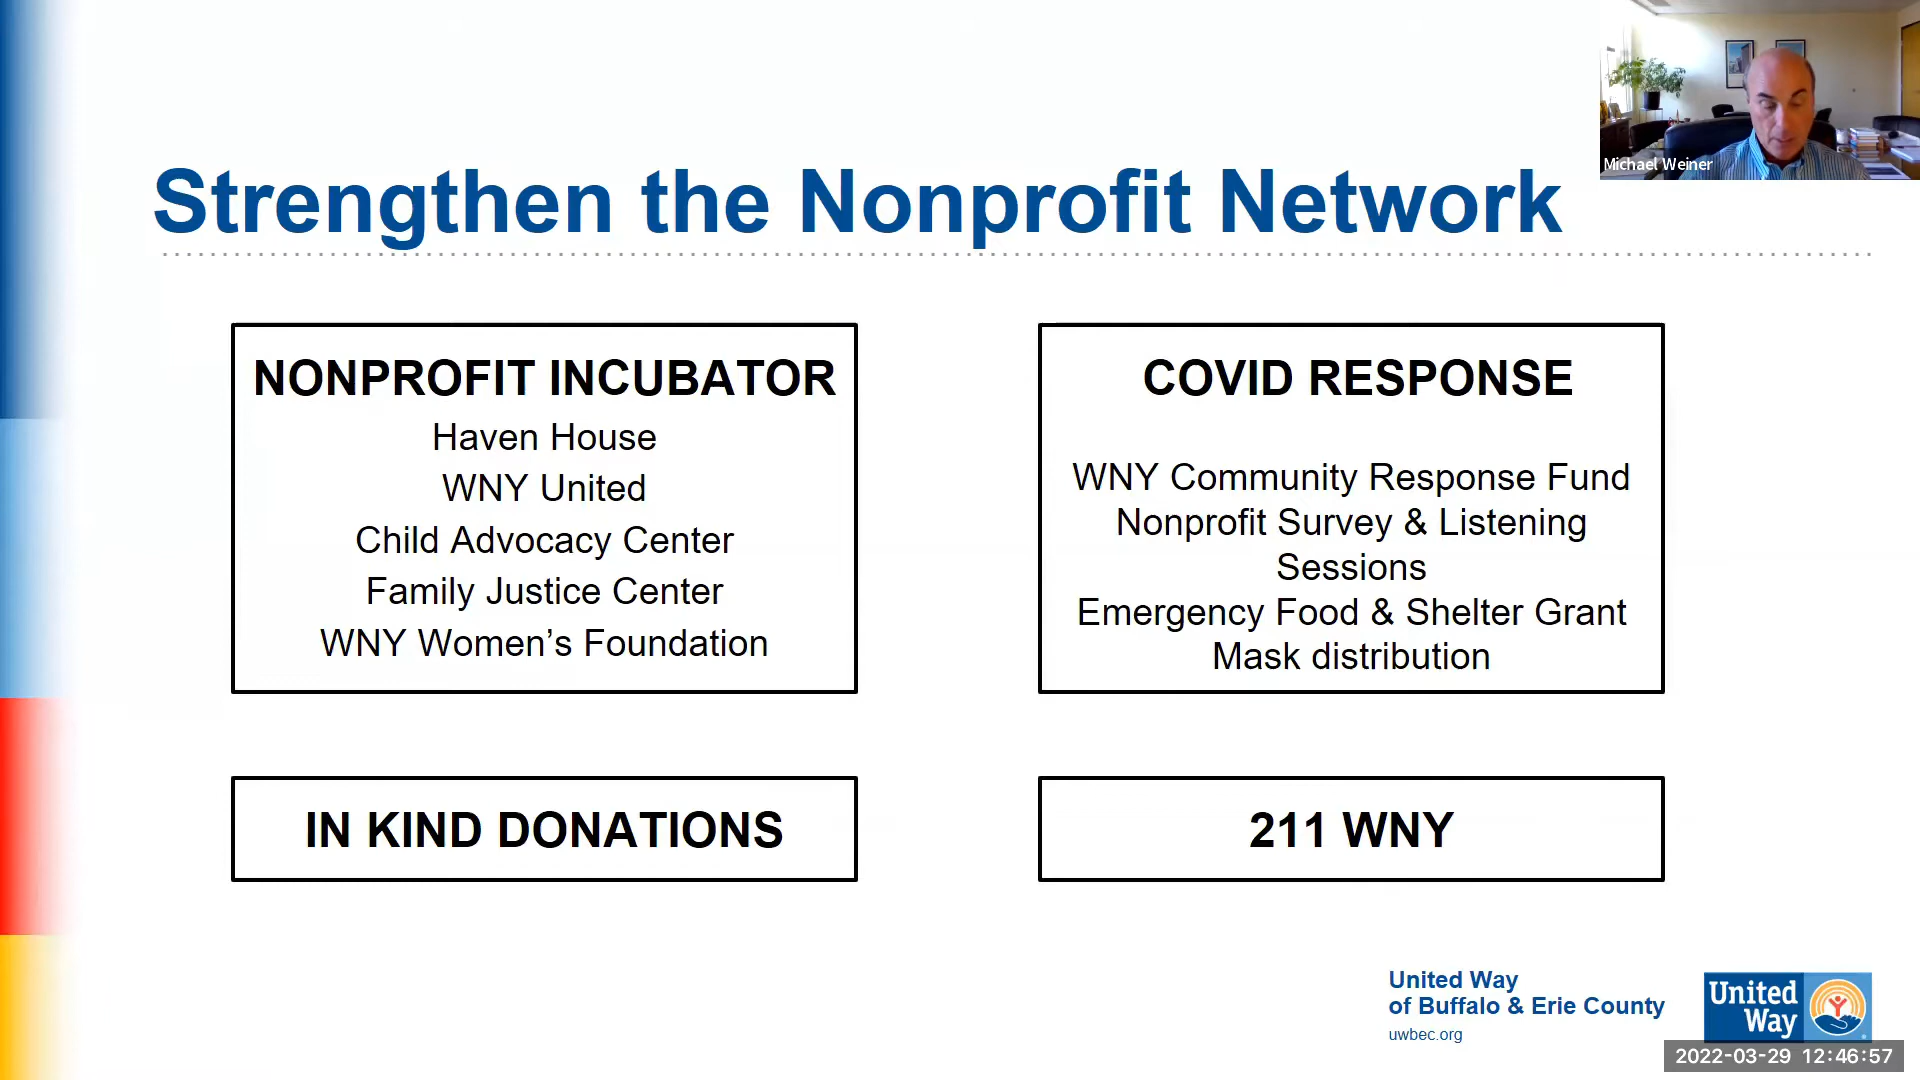 Michael Weiner
Strengthen the Nonprofit Network
NONPROFIT INCUBATOR
Haven House
WNY United
Child Advocacy Center
Family Justice Center
WNY Women’s Foundation
COVID RESPONSE
WNY Community Response Fund
Nonprofit Survey & Listening
Sessions
Emergency Food & Shelter Grant
Mask distribution
IN KIND DONATIONS
211 WNY
United Way
of Buffalo & Erie County
uwbec.org
United
Way
2022-03-29 12:46:57